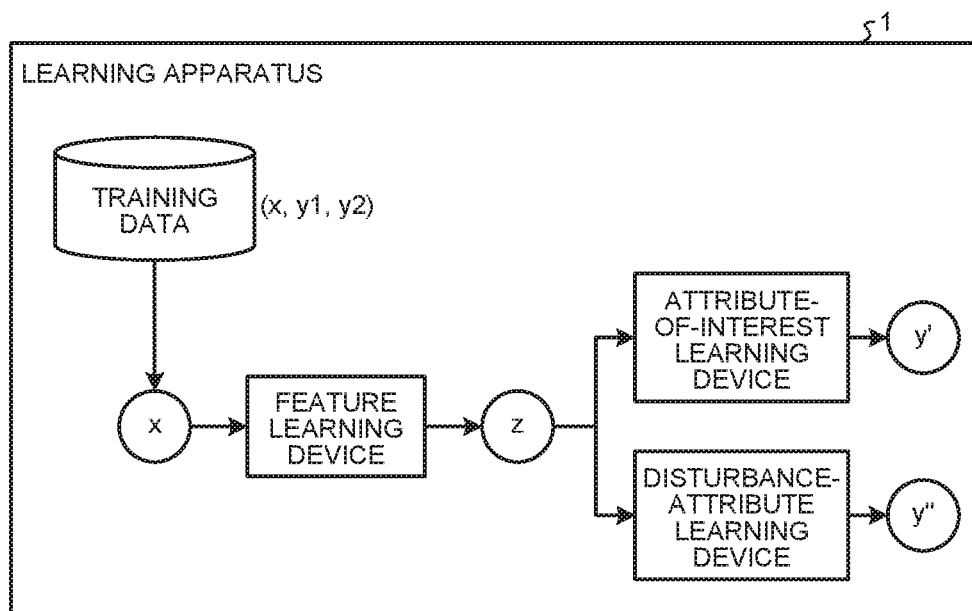 1
LEARNING APPARATUS
TRAINING
DATA
(x, y1, y2)
ATTRIBUTE-
OF-INTEREST
LEARNING
DEVICE
y'
x
FEATURE
LEARNING
DEVICE
z
DISTURBANCE-
ATTRIBUTE
LEARNING
DEVICE
y"